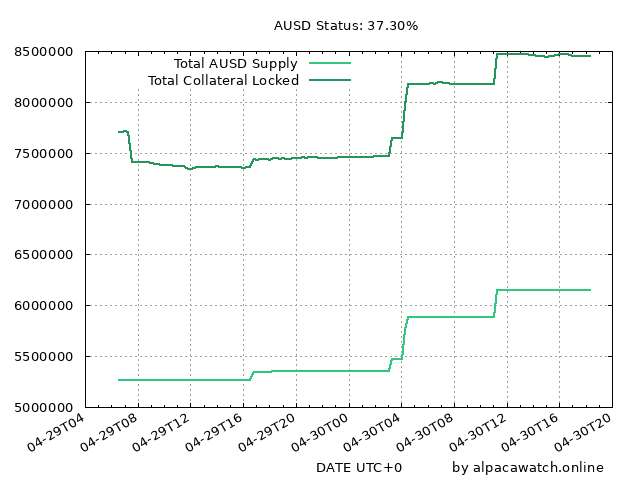 AUSD Status: 37.30%
8500000
Total AUSD Supply
Total Collateral Locked
8000000
7500000
7000000
6500000
6000000
5500000
5000000
04-29T04
04-29T08
04-29T12
04-29T16
04-29T20
04-30T00
04-30T04
04-30T08
04-30T12
04-30T16
04-30T20
DATE UTC+0
by alpacawatch.online